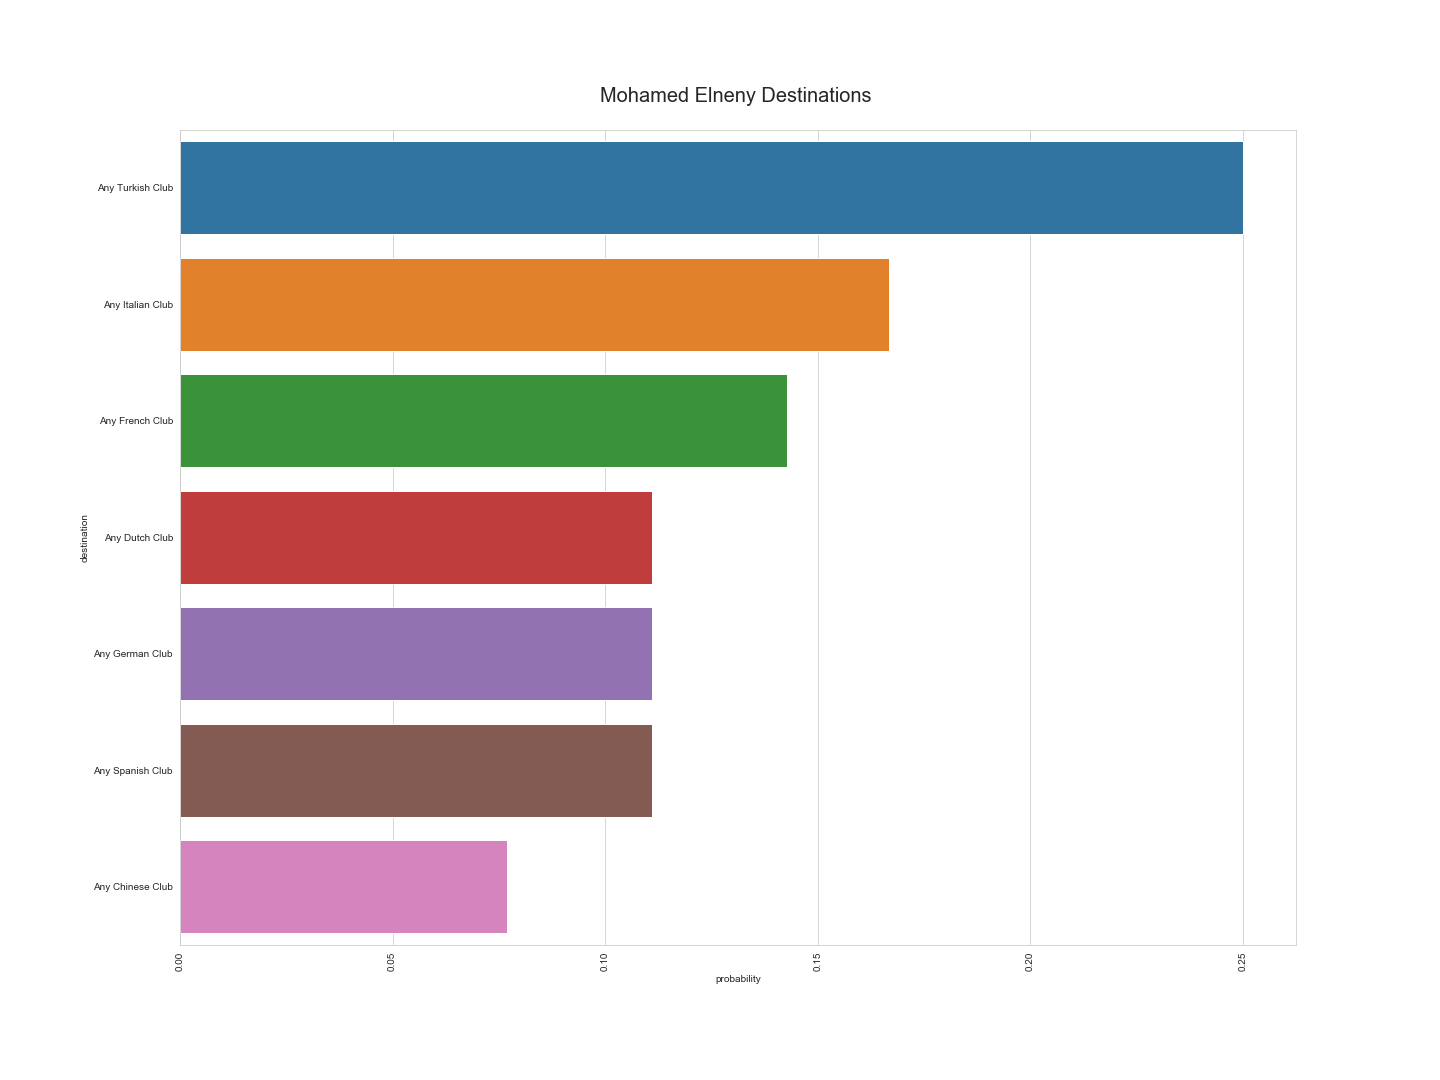 Mohamed Elneny Destinations
Any Turkish Club
Any Italian Club
Any French Club
Any Dutch Club
Any German Club
Any Spanish Club
Any Chinese Club
destination
0.00
0.05
0.10
0.15
0.20
0.25
probability